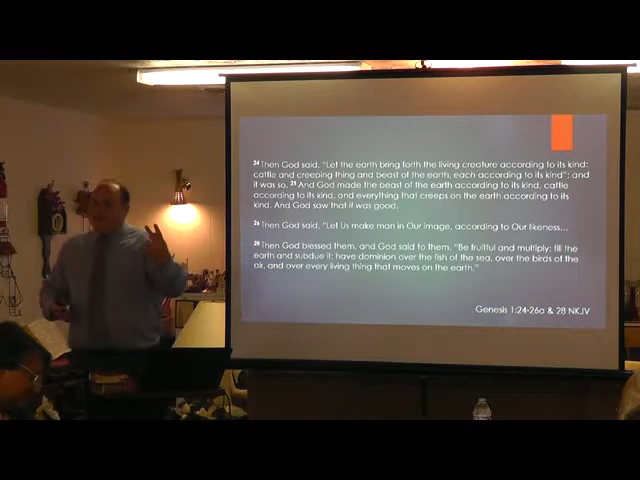 24 Then God said, "Let the earth bring forth the living creature according to its kind:
cattle and creeping thing and beast of the earth, each according to its kind"; and
it was so. 25 And God made the beast of the earth according to its kind, cattle
according to its kind, and everything that creeps on the earth according to its
kind. And God saw that it was good.
26 Then God said, "Let Us make man in Our image, according to Our likeness...
28 Then God blessed them, and God said to them, "Be fruitful and multiply; fill the
earth and subdue it; have dominion over the fish of the sea, over the birds of the
air, and over every living thing that moves on the earth."
Genesis 1:24-26a & 28 NKJV